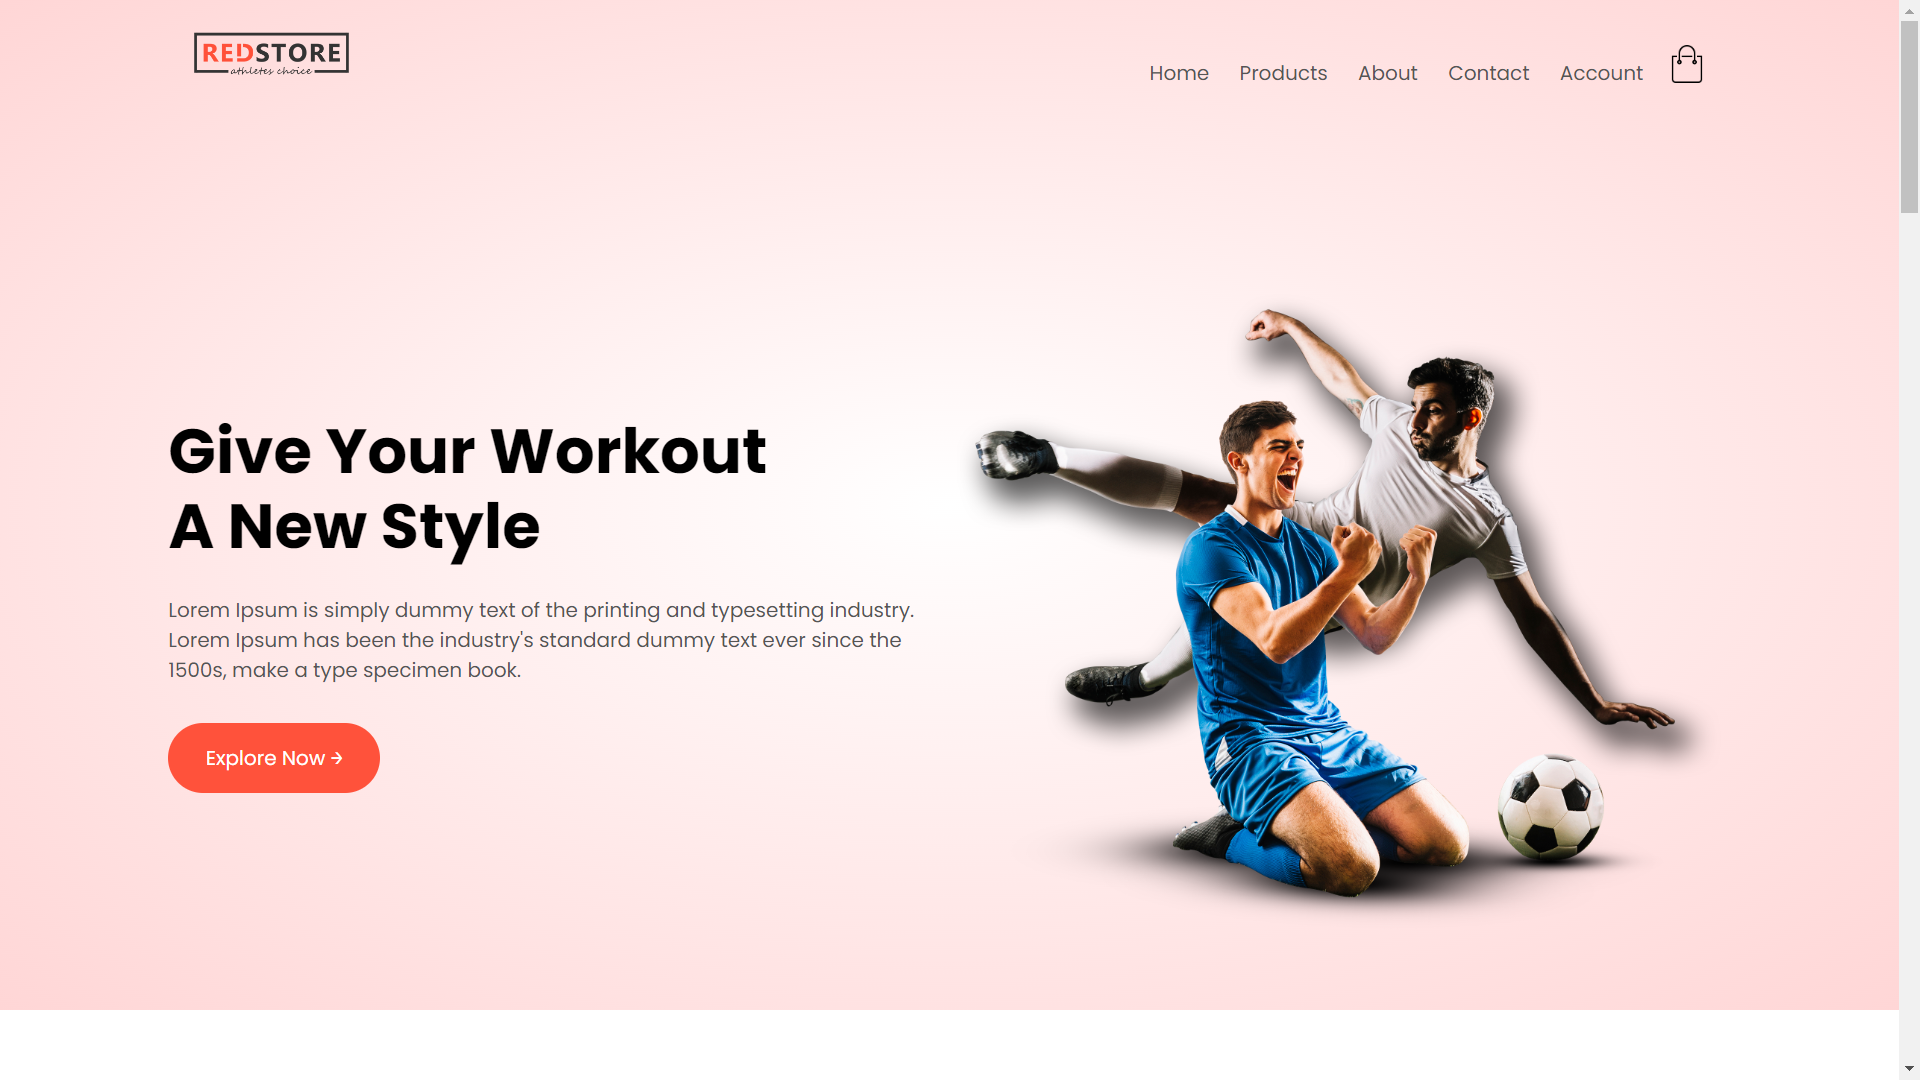 REDSTORE
athletes choice
Home Products About Contact Account
Give Your Workout
A New Style
Lorem Ipsum is simply dummy text of the printing and typesetting industry.
Lorem Ipsum has been the industry's standard dummy text ever since the
1500s, make a type specimen book.
Explore Now →